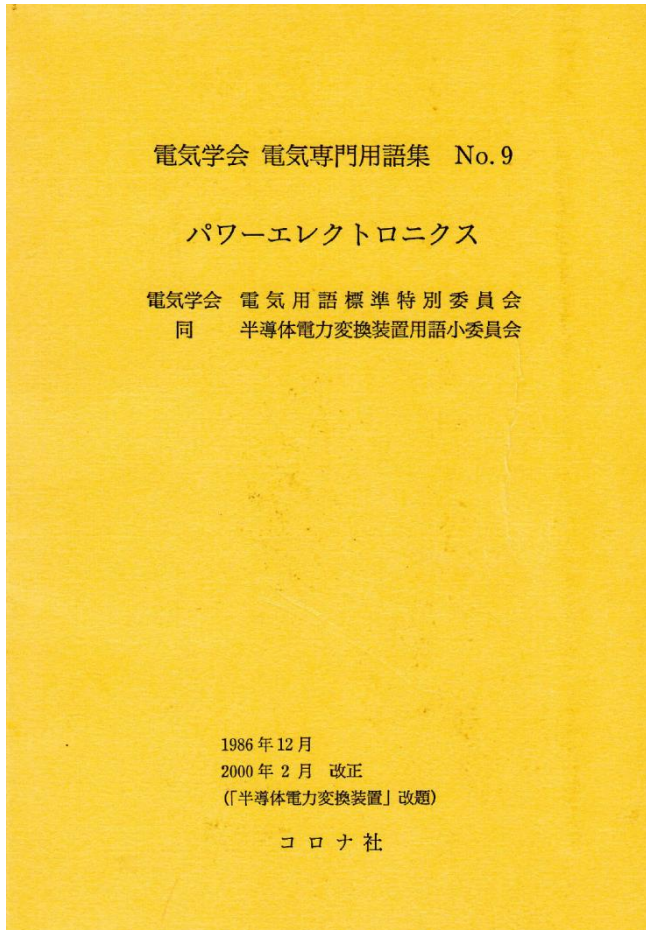 電気学会 電気専門用語集 No.9
パワーエレクトロニクス
電気学会 電気用語標準特別委員会
同 半導体電力変換装置用語小委員会
1986年12月
2000年 2月 改正
(「半導体電力変換装置」改題)
コロナ社